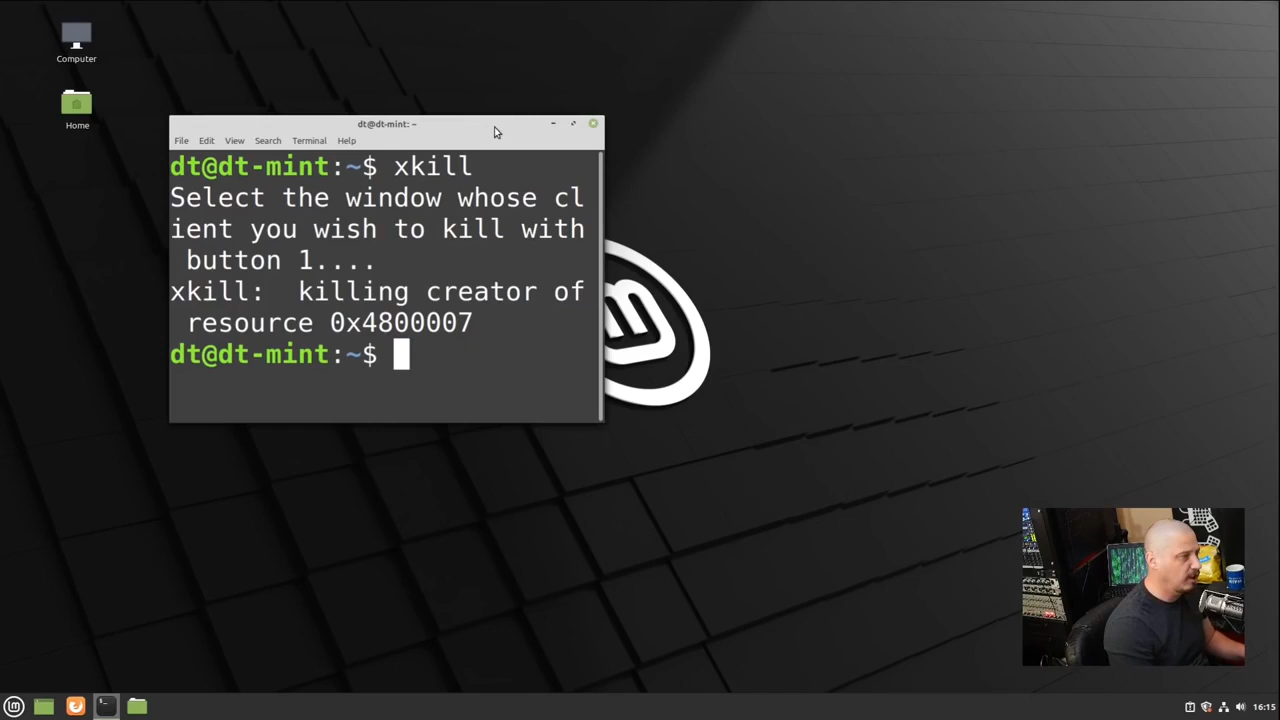 Computer
Home
dt@dt-mint: ~
File Edit View Search Terminal Help
dt@dt-mint:~$ xkill
Select the window whose cl
ient you wish to kill with
 button 1....
xkill:  killing creator of
 resource 0x4800007
dt@dt-mint:~$
16:15